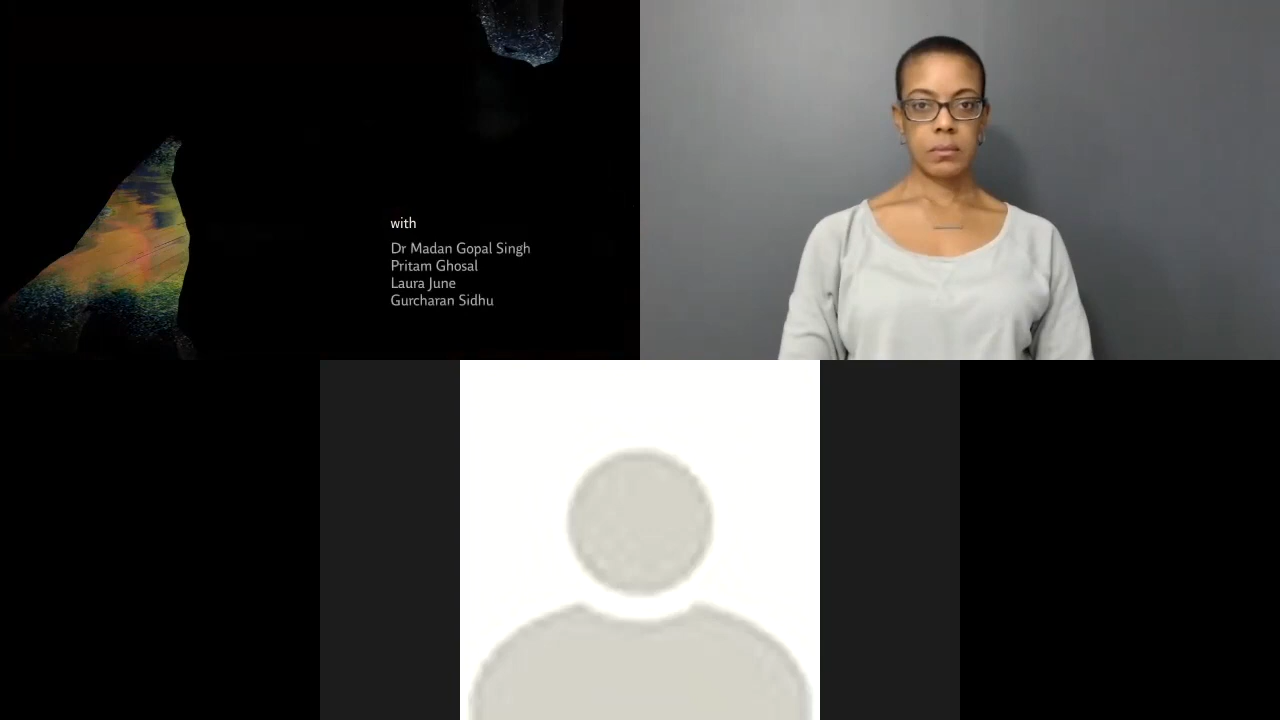 with
Dr Madan Gopal Singh
Pritam Ghosal
Laura June
Gurcharan Sidhu